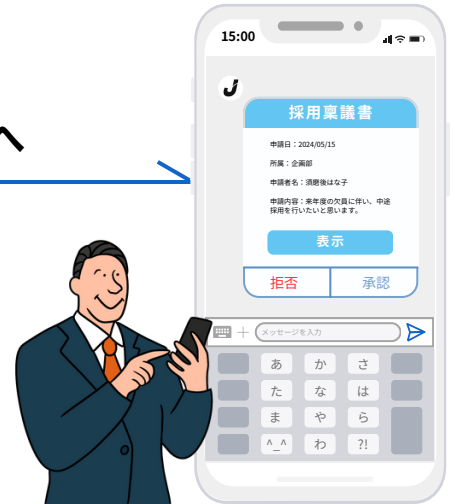 へ
15:00
J
採用稟議書
申請日：2024/05/15
所属：企画部
申請者名：須磨後はな子
申請内容：来年度の欠員に伴い、中途
採用を行いたいと思います。
表示
拒否 承認
メッセージを入力
あ か さ
た な は
ま や ら
^_^ わ ?!